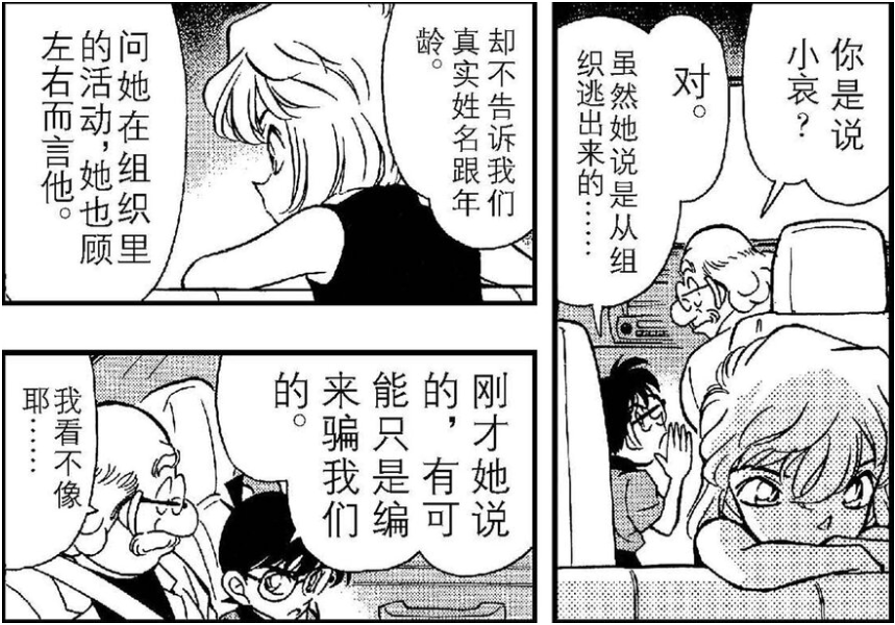 你是说
小哀？
对。
虽然她说是从组
织逃出来的……
却不告诉我们
真实姓名跟年
龄。
问她在组织里
的活动，她也顾
左右而言他。
刚才她说
的，有可
能只是编
来骗我们
的。
我看不像
耶……